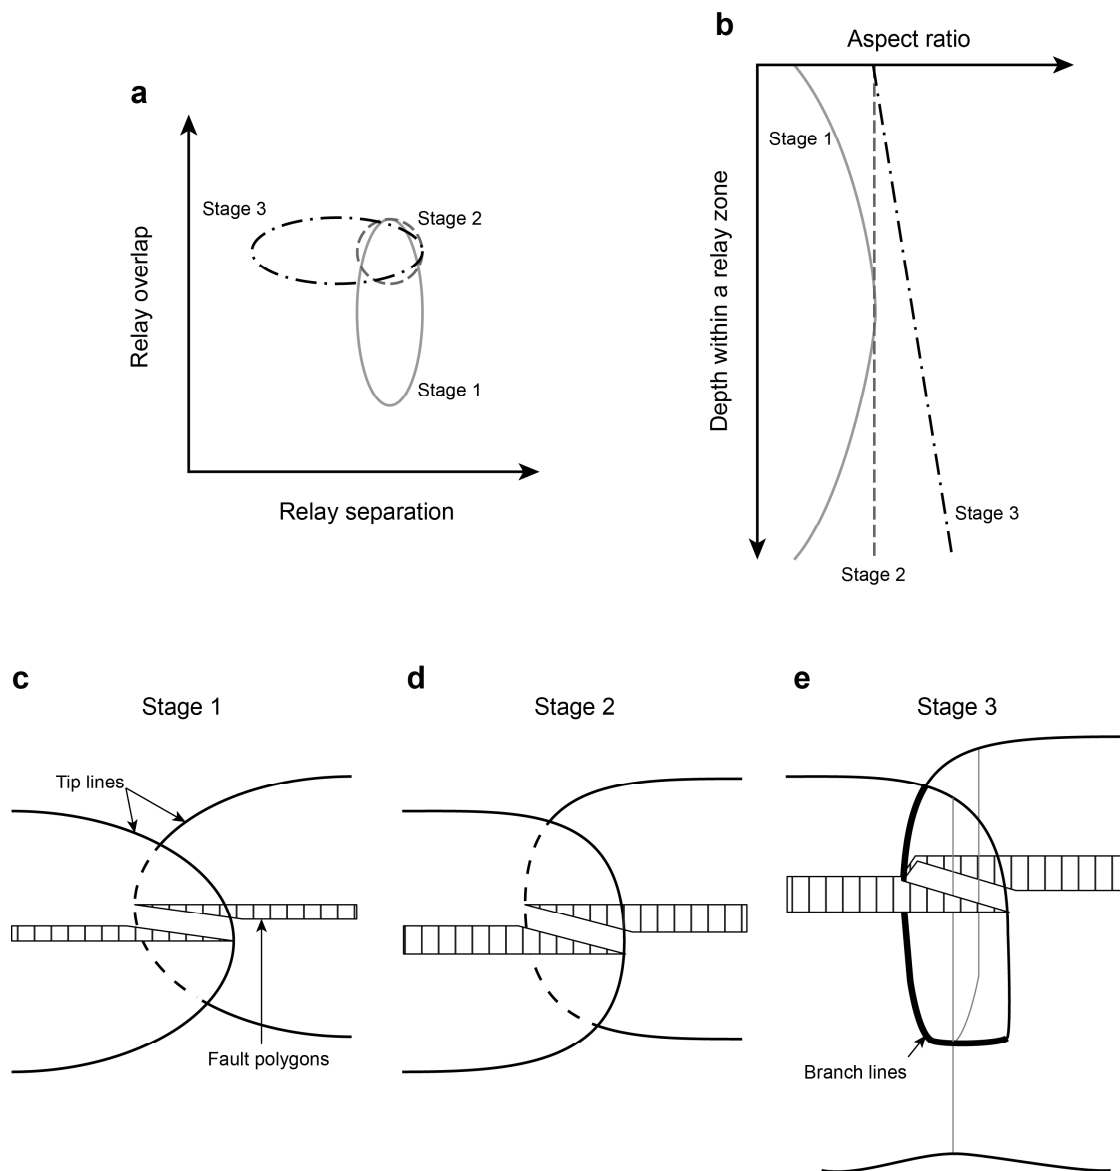 a
Relay overlap
Stage 3
Stage 2
Stage 1
Relay separation
b
Aspect ratio
Depth within a relay zone
Stage 1
Stage 3
Stage 2
c
Stage 1
Tip lines
Fault polygons
d
Stage 2
e
Stage 3
Branch lines